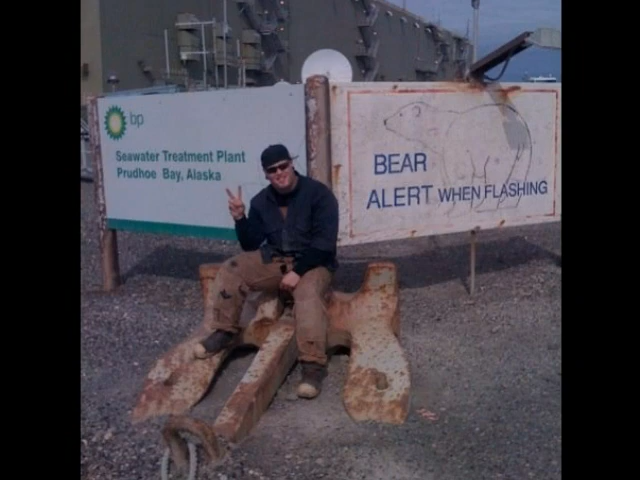 bp
Seawater Treatment Plant
Prudhoe Bay, Alaska
BEAR
ALERT WHEN FLASHING